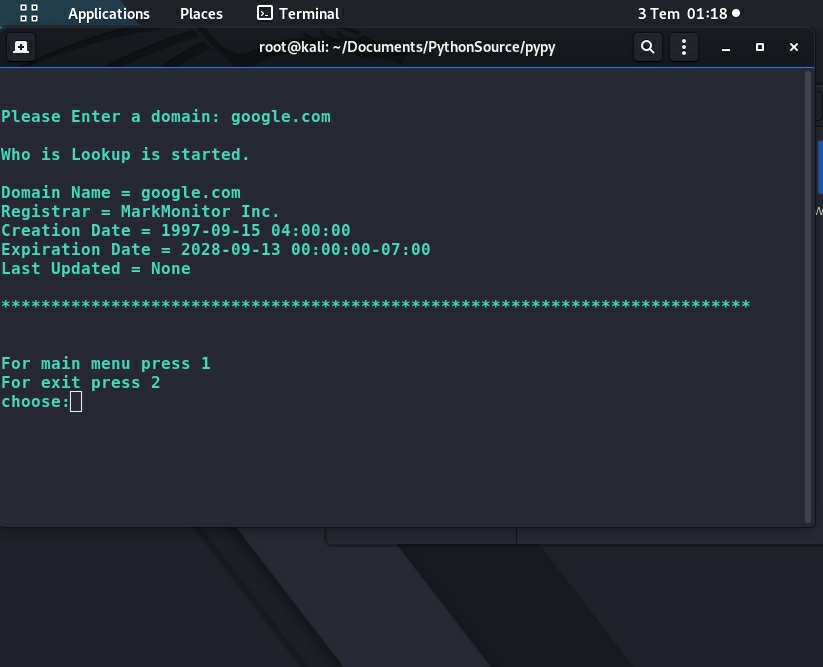 Applications Places Terminal 3 Tem 01:18
root@kali: ~/Documents/PythonSource/pypy
Please Enter a domain: google.com
Who is Lookup is started.
Domain Name = google.com
Registrar = MarkMonitor Inc.
Creation Date = 1997-09-15 04:00:00
Expiration Date = 2028-09-13 00:00:00-07:00
Last Updated = None
***************************************************************************
For main menu press 1
For exit press 2
choose: